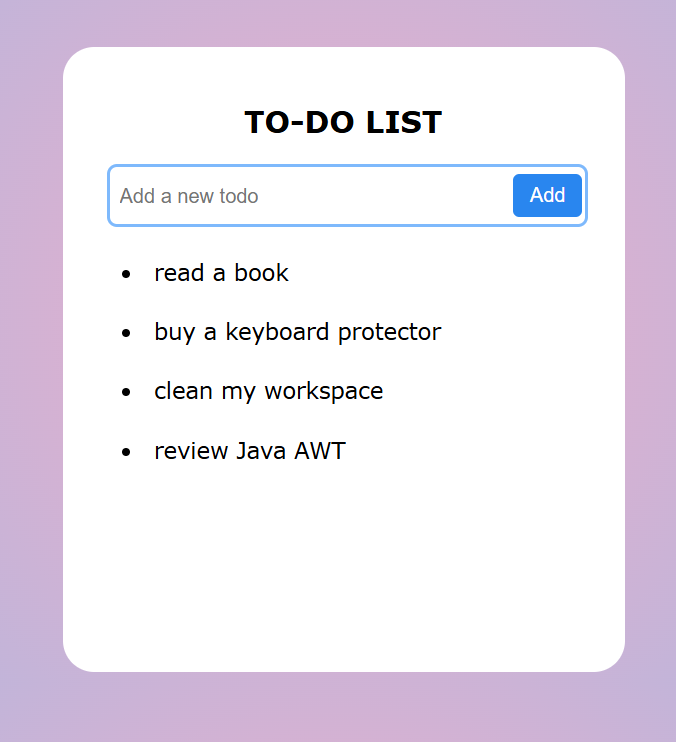 TO-DO LIST
Add a new todo
Add
read a book
buy a keyboard protector
clean my workspace
review Java AWT